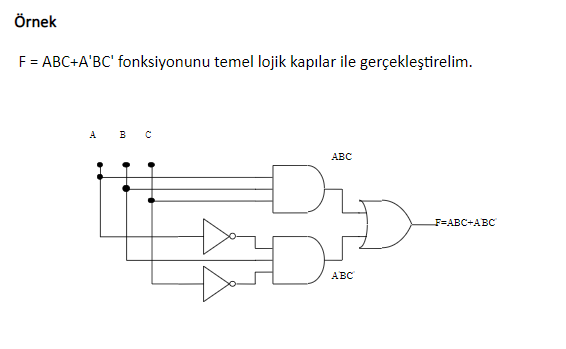 Örnek
F = ABC+A'BC' fonksiyonunu temel lojik kapılar ile gerçekleştirelim.
A B C
ABC
F=ABC+A'BC'
A'BC'